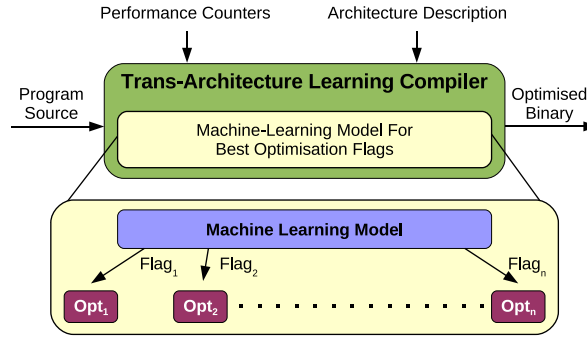 Performance Counters
Architecture Description
Trans-Architecture Learning Compiler
Program
Source
Optimised
Binary
Machine-Learning Model For
Best Optimisation Flags
Machine Learning Model
Flag1
Flag2
Flagn
Opt1
Opt2
Optn